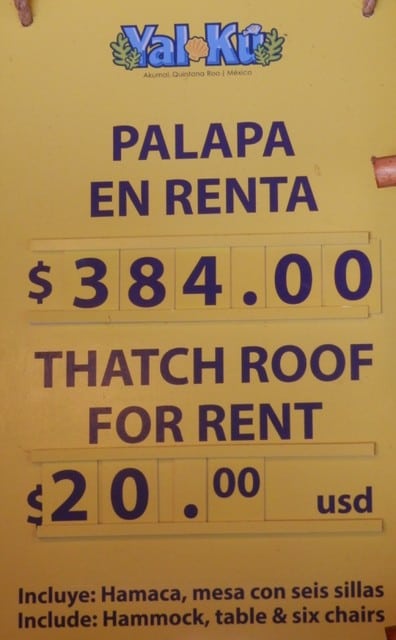 Yal-Kú
Akumal, Quintana Roo | México
PALAPA
EN RENTA
$384.00
THATCH ROOF
FOR RENT
$20.00 usd
Incluye: Hamaca, mesa con seis sillas
Include: Hammock, table & six chairs